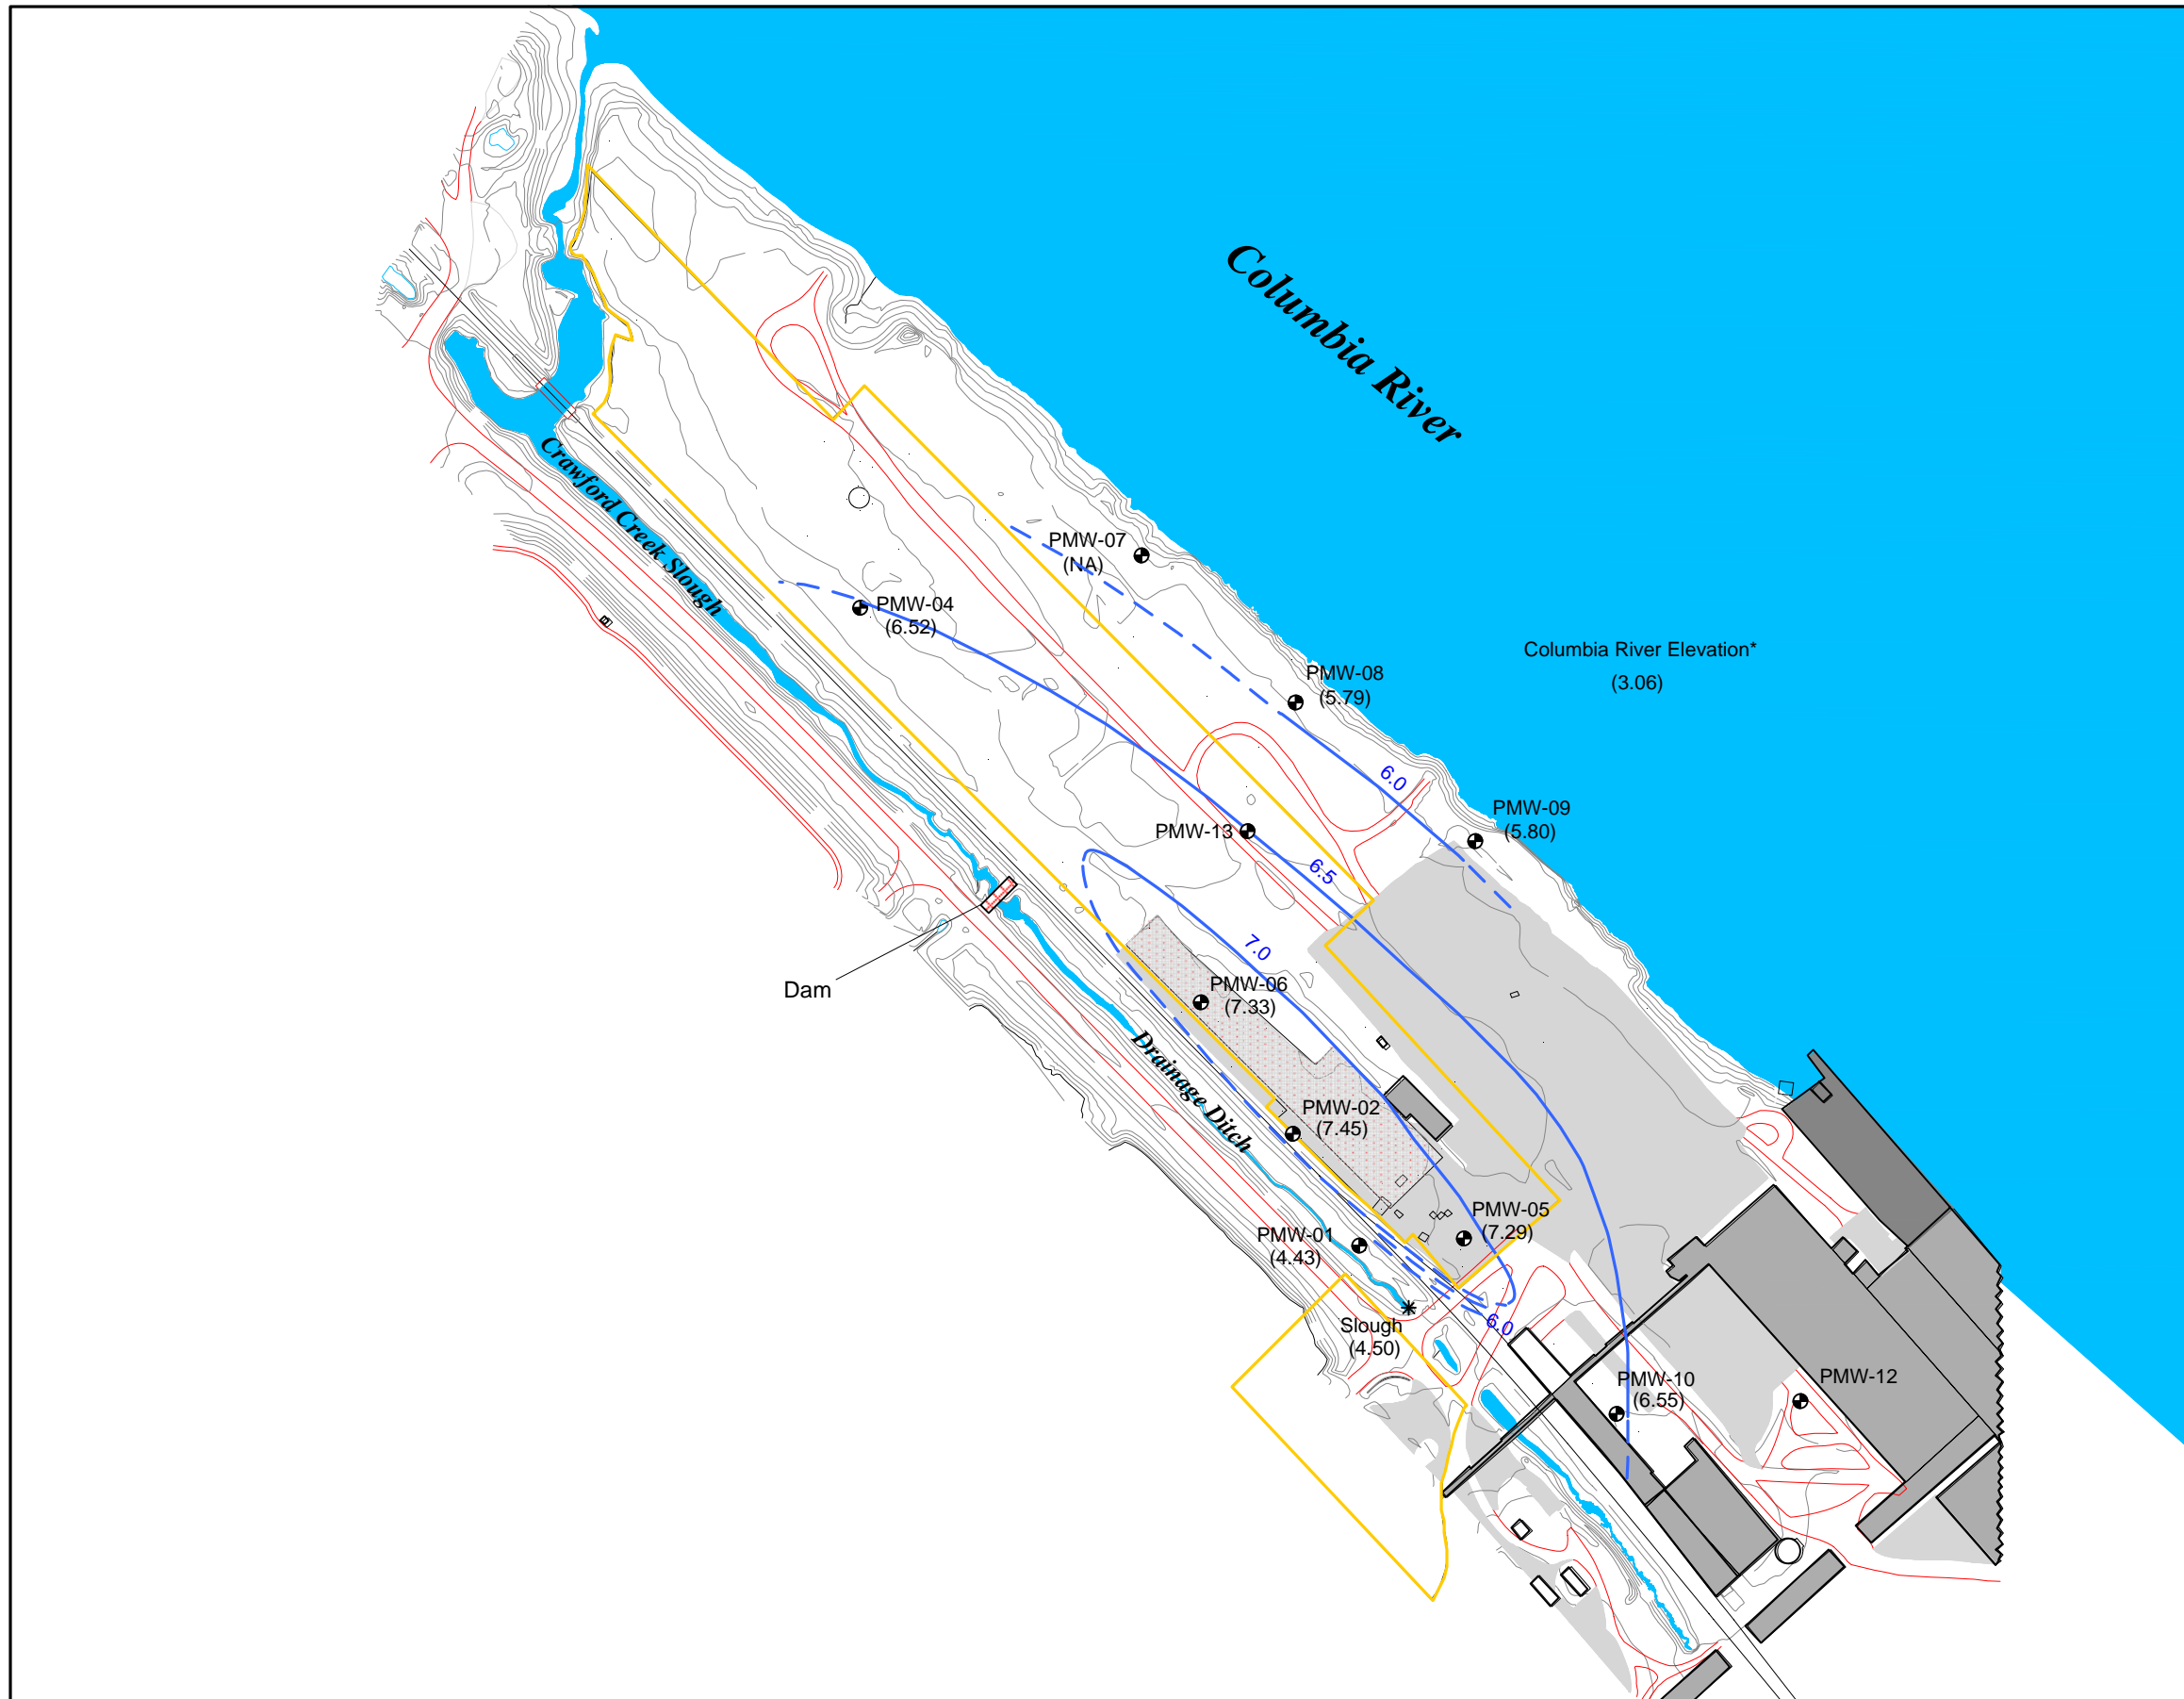 Columbia River
Crawford Creek Slough
PMW-07
(NA)
PMW-04
(6.52)
Columbia River Elevation*
(3.06)
PMW-08
(5.79)
6.0
PMW-09
(5.80)
PMW-13
6.5
7.0
Dam
PMW-06
(7.33)
Drainage Ditch
PMW-02
(7.45)
PMW-05
(7.29)
PMW-01
(4.43)
Slough
(4.50)
6.0
PMW-10
(6.55)
PMW-12